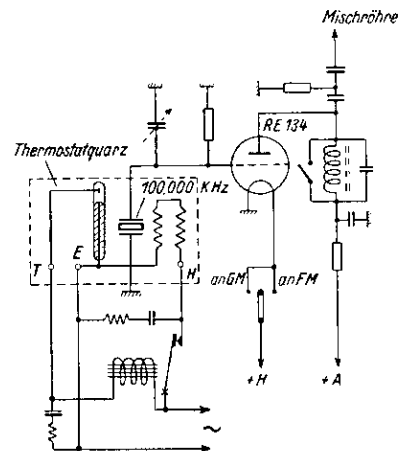 Mischröhre
RE 134
Thermostatquarz
100,000 KHz
T
E
H
anGM
anFM
+H
+A
~